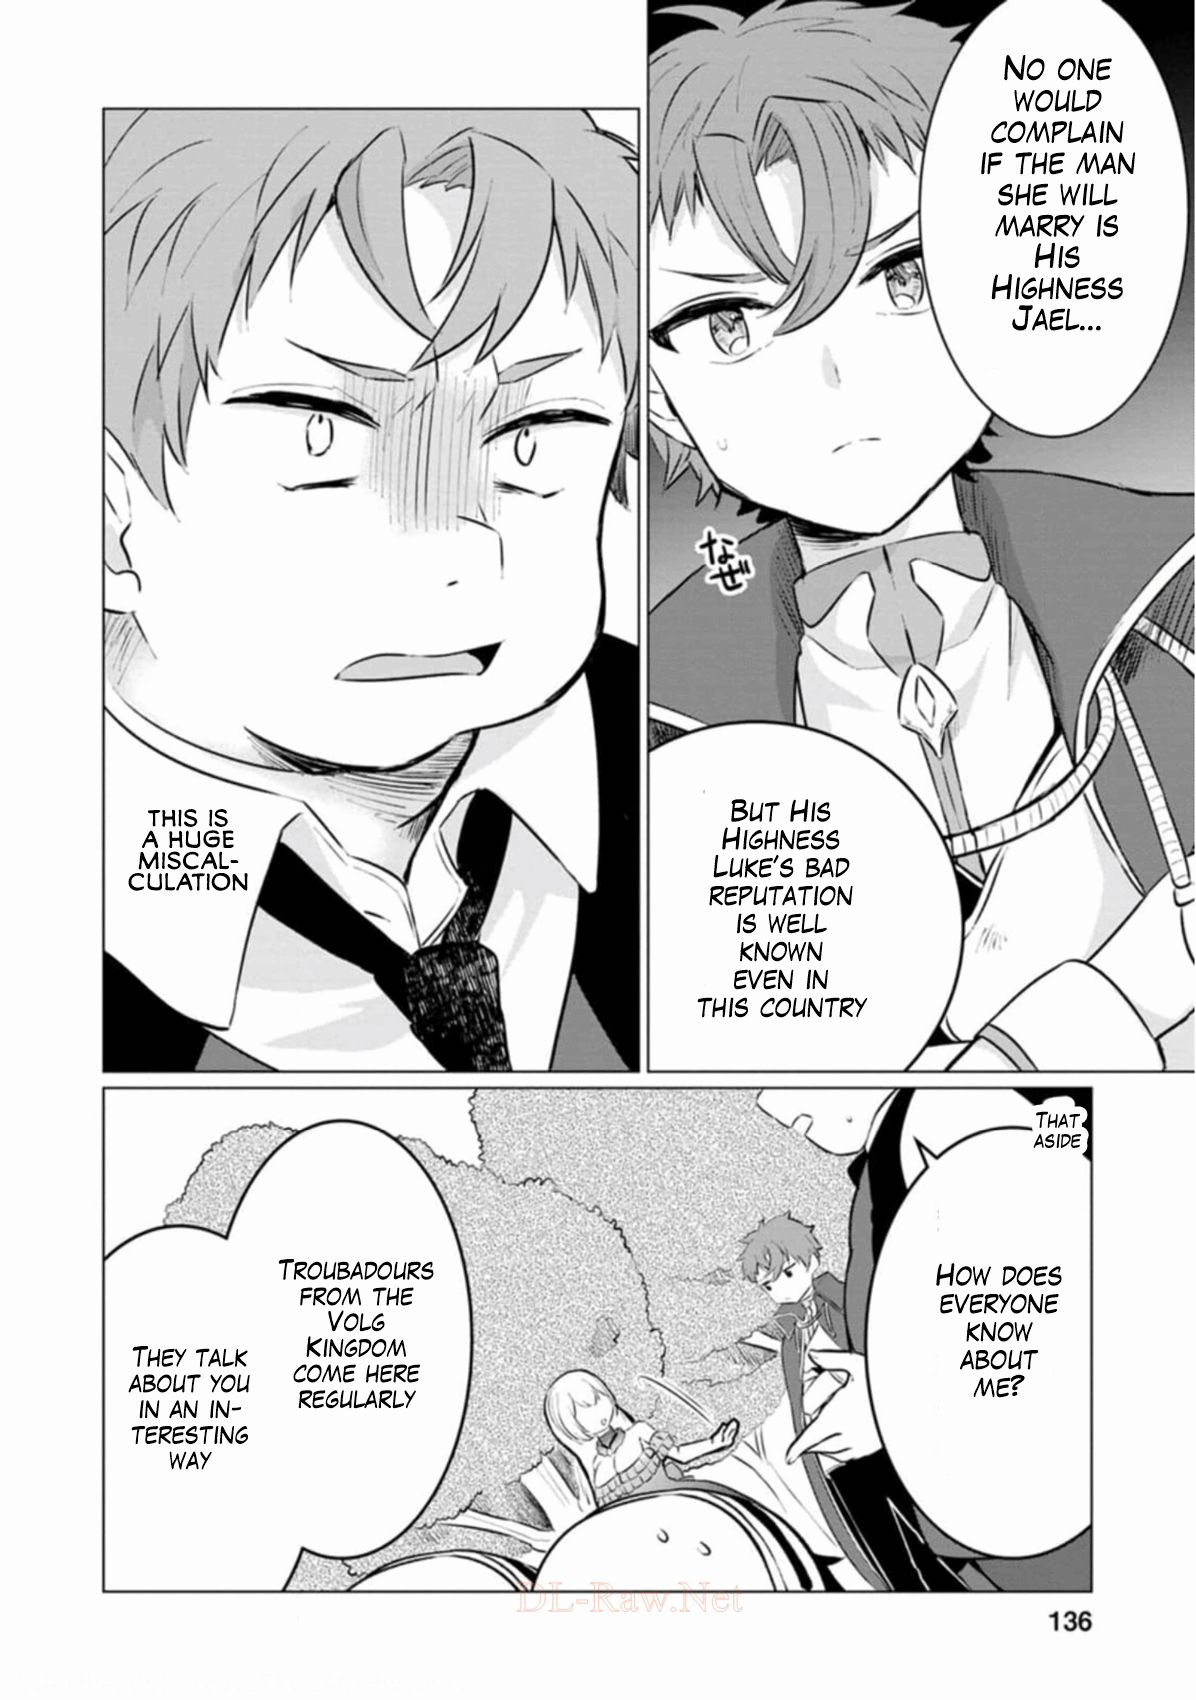 No one
would
complain
if the man
she will
marry is
His
Highness
Jael...
なぜ
But His
Highness
Luke's bad
reputation
is well
known
even in
this country
THIS IS
A HUGE
MISCAL-
CULATION
That
aside
How does
everyone
know
about
me?
Troubadours
from the
Volg
Kingdom
come here
regularly
They talk
about you
in an in-
teresting
way
DL-Raw.Net
136